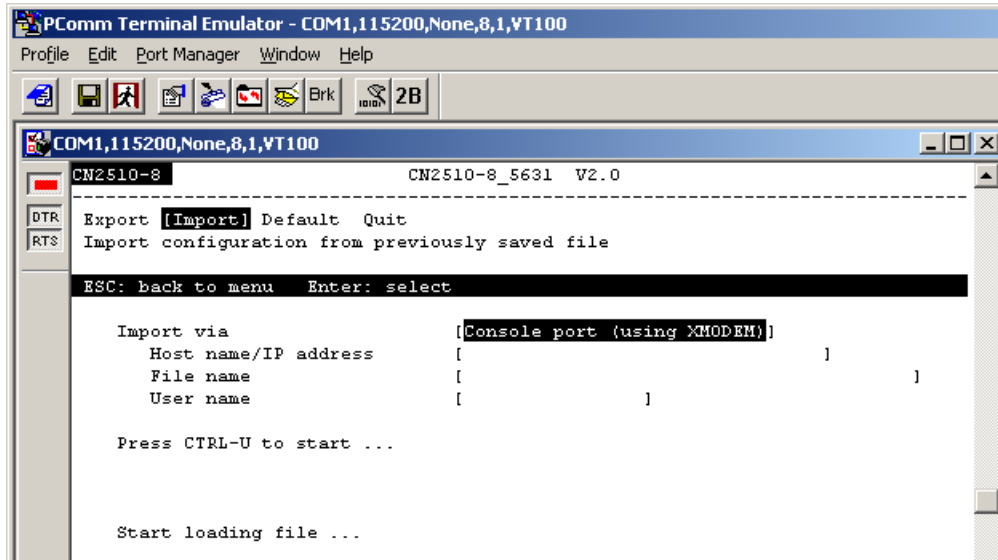 PComm Terminal Emulator - COM1,115200,None,8,1,VT100
Profile Edit Port Manager Window Help
Brk 2B
COM1,115200,None,8,1,VT100
CN2510-8 CN2510-8_5631 V2.0
DTR Export [Import] Default Quit
RTS Import configuration from previously saved file
ESC: back to menu Enter: select
Import via [Console port (using XMODEM)]
Host name/IP address [ ]
File name [ ]
User name [ ]
Press CTRL-U to start ...
Start loading file ...